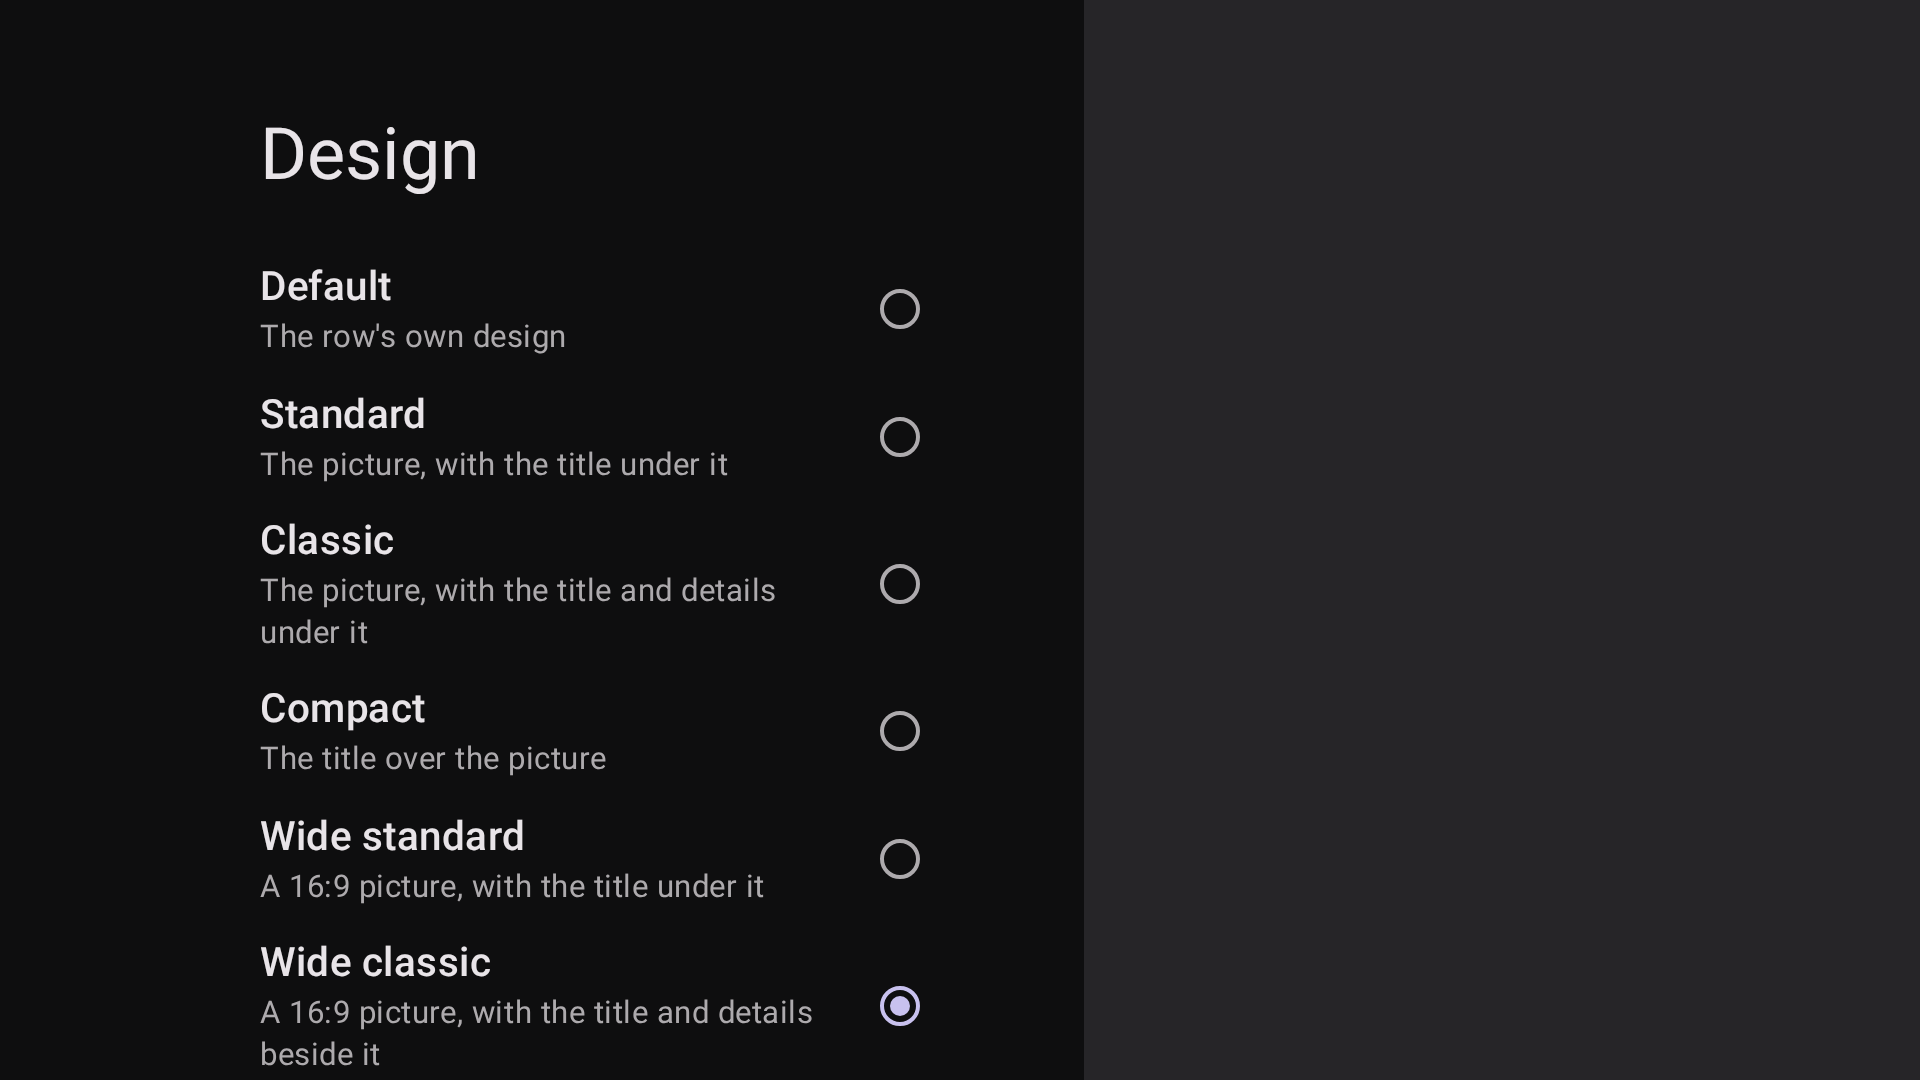 Design
Default
The row's own design
Standard
The picture, with the title under it
Classic
The picture, with the title and details
under it
Compact
The title over the picture
Wide standard
A 16:9 picture, with the title under it
Wide classic
A 16:9 picture, with the title and details
beside it